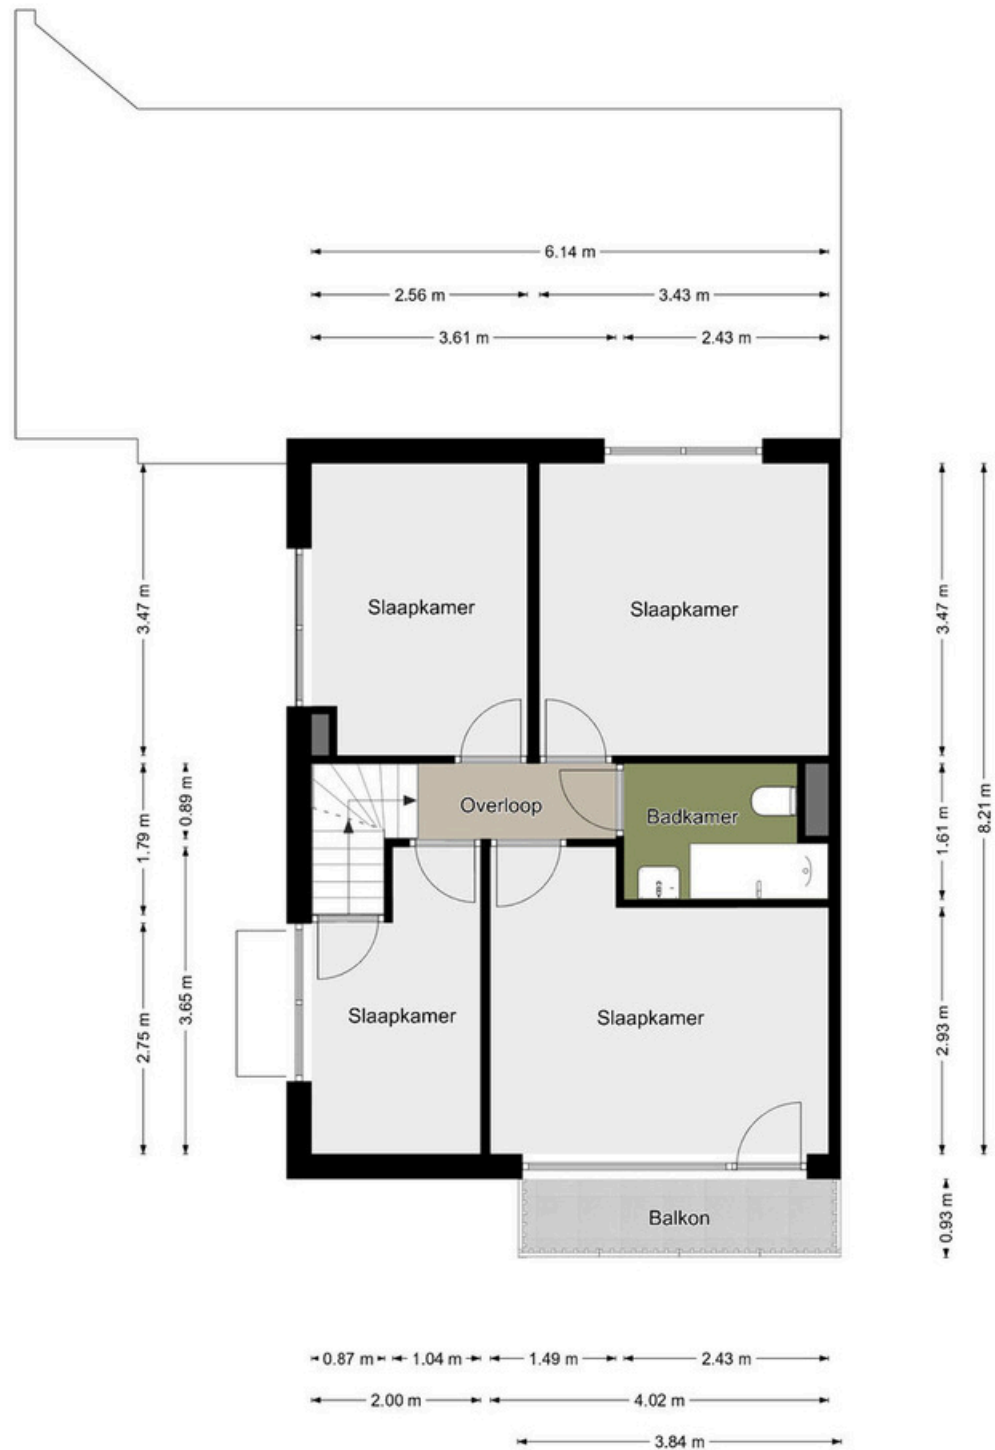 6.14 m
2.56 m
3.43 m
3.61 m
2.43 m
3.47 m
3.47 m
Slaapkamer
Slaapkamer
0.89 m
1.79 m
Overloop
Badkamer
1.61 m
8.21 m
3.65 m
2.75 m
Slaapkamer
Slaapkamer
2.93 m
Balkon
0.93 m
0.87 m
1.04 m
1.49 m
2.43 m
2.00 m
4.02 m
3.84 m